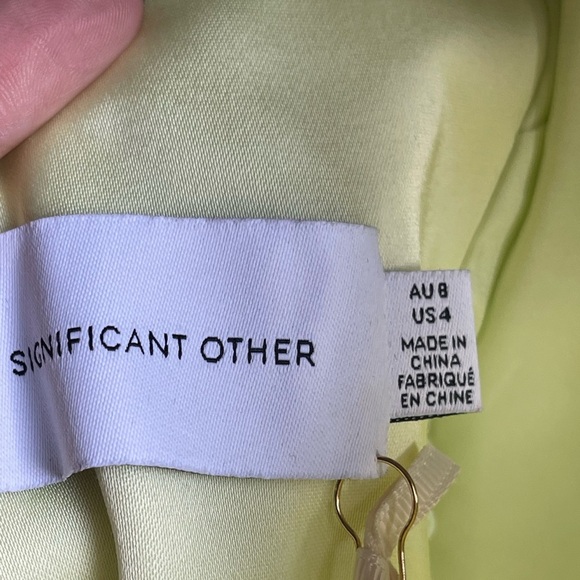 SIGNIFICANT OTHER
AU 8
US 4
MADE IN
CHINA
FABRIQUÉ
EN CHINE